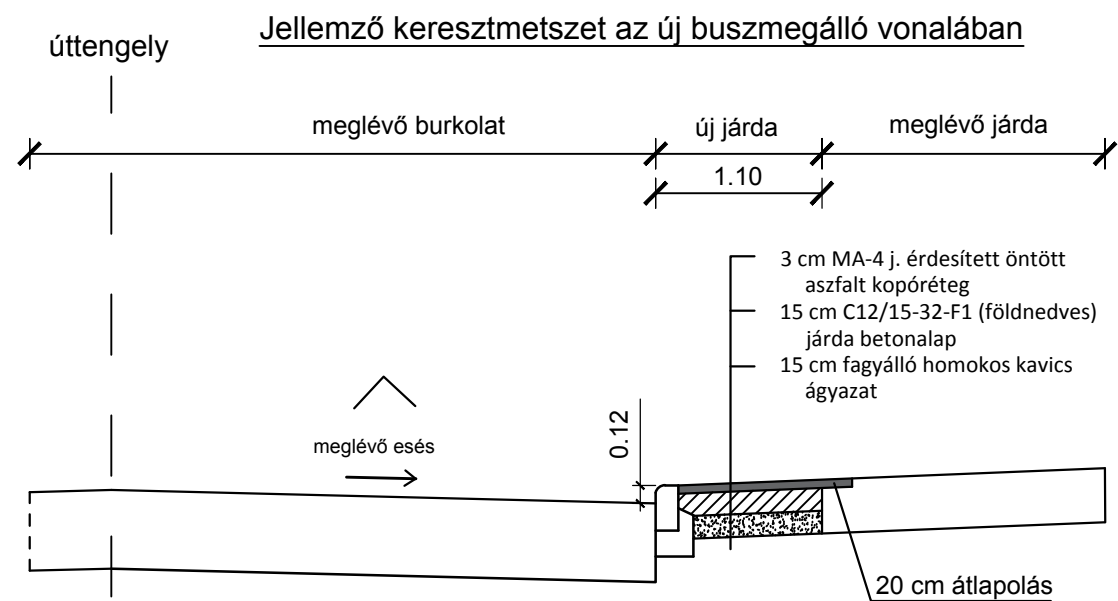 Jellemző keresztmetszet az új buszmegálló vonalában
úttengely
meglévő burkolat
új járda
meglévő járda
1.10
3 cm MA-4 j. érdesített öntött
aszfalt kopóréteg
15 cm C12/15-32-F1 (földnedves)
járda betonalap
15 cm fagyálló homokos kavics
ágyazat
0.12
meglévő esés
20 cm átlapolás